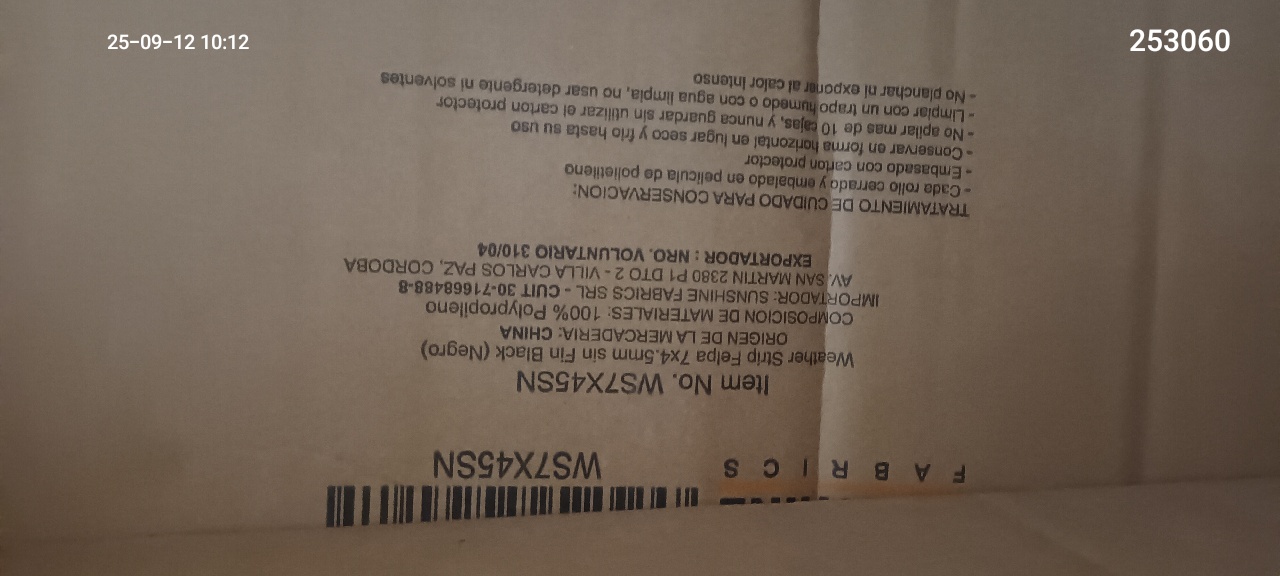 25-09-12 10:12
253060
FABRICS
WS7X45SN
Item No. WS7X45SN
Weather Strip Felpa 7x4.5mm sin Fin Black (Negro)
ORIGEN DE LA MERCADERIA: CHINA
COMPOSICION DE MATERIALES: 100% Polypropileno
IMPORTADOR: SUNSHINE FABRICS SRL - CUIT 30-71668488-8
AV. SAN MARTIN 2380 P1 DTO 2 - VILLA CARLOS PAZ, CORDOBA
EXPORTADOR : NRO. VOLUNTARIO 310/04
TRATAMIENTO DE CUIDADO PARA CONSERVACION:
- Cada rollo cerrado y embalado en pelicula de polietileno
- Embasado con carton protector
- Conservar en forma horizontal en lugar seco y frio hasta su uso
- No apilar mas de 10 cajas, y nunca guardar sin utilizar el carton protector
- Limpiar con un trapo humedo o con agua limpia, no usar detergente ni solventes
- No planchar ni exponer al calor intenso